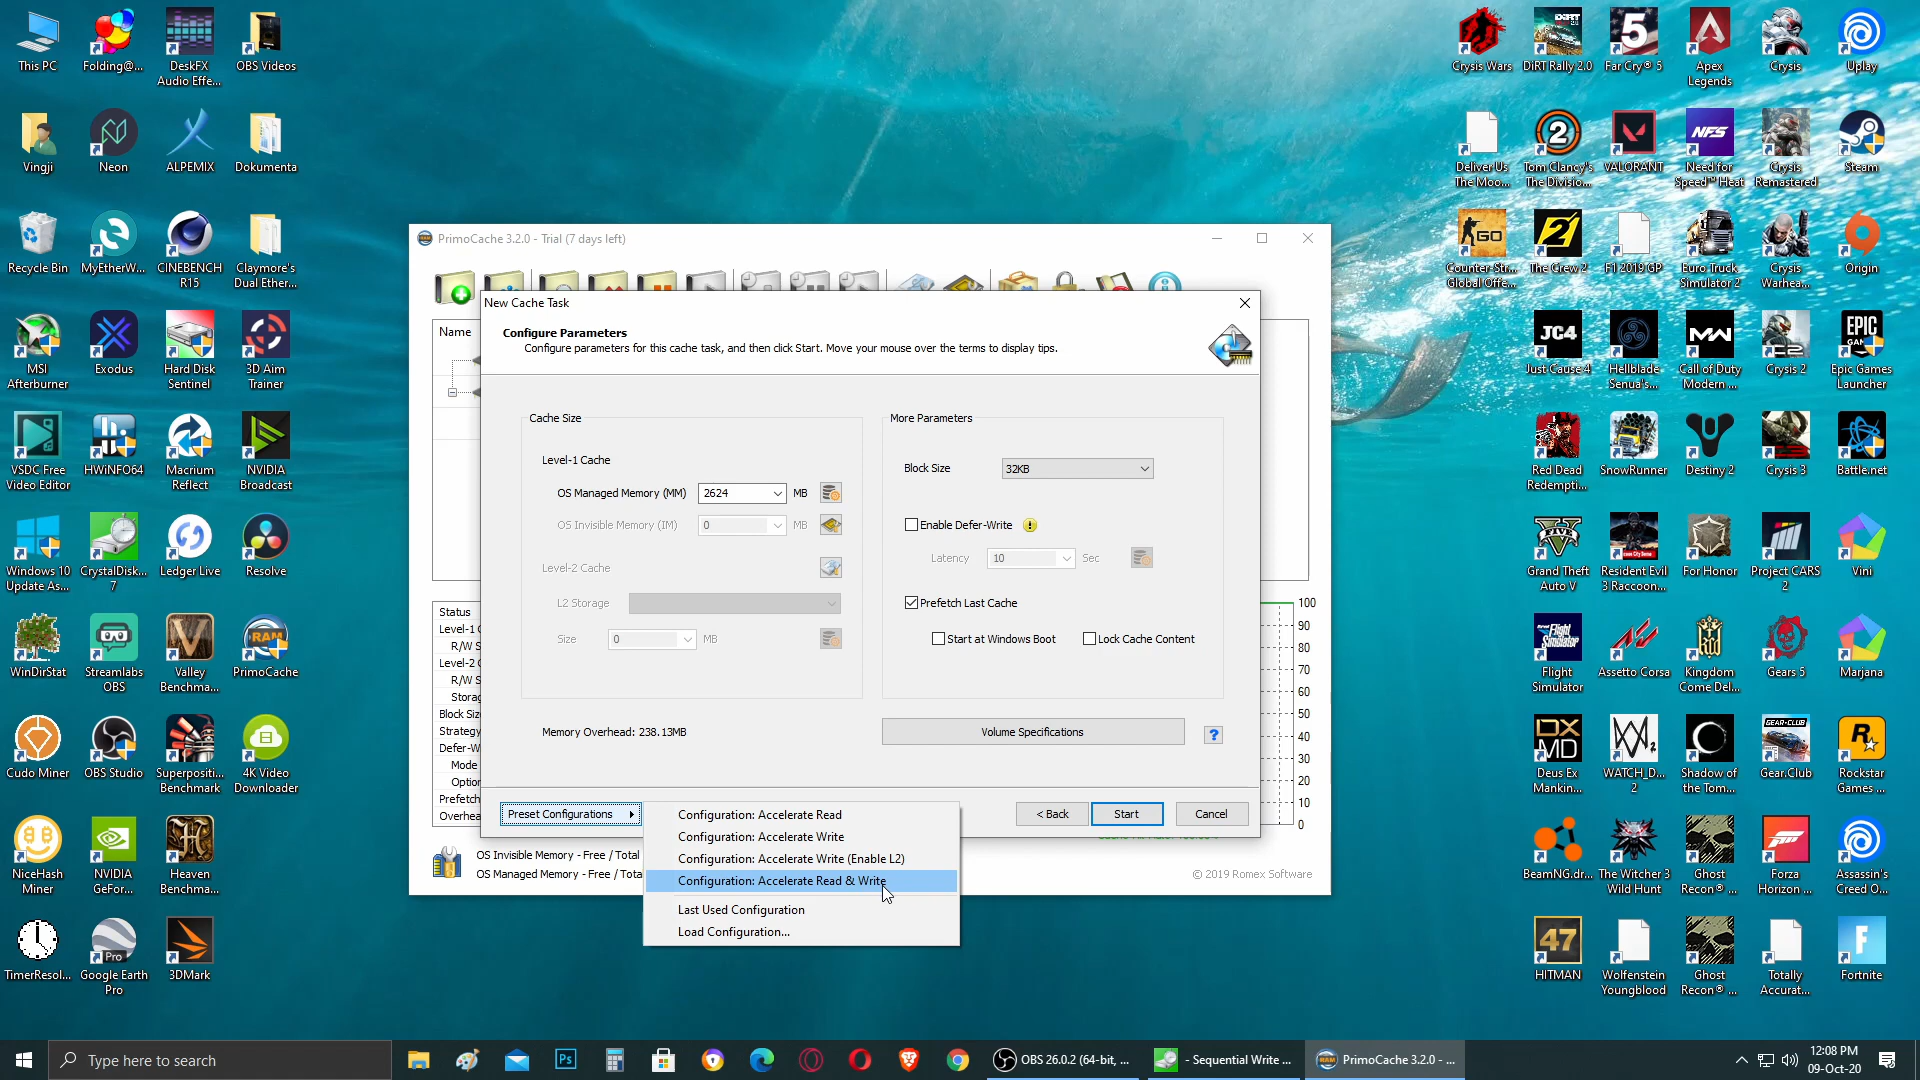 This PC
Folding@...
DeskFX
Audio Effe...
OBS Videos
Vingji
Neon
ALPEMIX
Dokumenta
Recycle Bin
MyEtherW...
CINEBENCH
R15
Claymore's
Dual Ether...
MSI
Afterburner
Exodus
Hard Disk
Sentinel
3D Aim
Trainer
VSDC Free
Video Editor
HWiNFO64
Macrium
Reflect
NVIDIA
Broadcast
Windows 10
Update As...
CrystalDisk...
7
Ledger Live
Resolve
WinDirStat
Streamlabs
OBS
Valley
Benchma...
PrimoCache
Cudo Miner
OBS Studio
Superpositi...
Benchmark
4K Video
Downloader
NiceHash
Miner
NVIDIA
GeFor...
Heaven
Benchma...
TimerResol...
Google Earth
Pro
3DMark
PrimoCache 3.2.0 - Trial (7 days left)
Name
New Cache Task
Configure Parameters
Configure parameters for this cache task, and then click Start. Move your mouse over the terms to display tips.
Cache Size
Level-1 Cache
OS Managed Memory (MM) 2624 MB
OS Invisible Memory (IM) 0 MB
Level-2 Cache
L2 Storage
Size 0 MB
Memory Overhead: 238.13MB
More Parameters
Block Size 32KB
Enable Defer-Write
Latency 10 Sec
Prefetch Last Cache
Start at Windows Boot Lock Cache Content
Volume Specifications ?
Preset Configurations
< Back Start Cancel
Configuration: Accelerate Read
Configuration: Accelerate Write
Configuration: Accelerate Write (Enable L2)
Configuration: Accelerate Read & Write
Last Used Configuration
Load Configuration...
Status
Level-1 C
R/W S
Level-2 C
R/W S
Storag
Block Siz
Strategy
Defer-W
Mode
Option
Prefetch
Overhea
100
90
80
70
60
50
40
30
20
10
0
OS Invisible Memory - Free / Total
OS Managed Memory - Free / Tota
© 2019 Romex Software
Crysis Wars
DiRT Rally 2.0
Far Cry® 5
Apex
Legends
Crysis
Uplay
Deliver Us
The Moo...
Tom Clancy's
The Divisio...
VALORANT
Need for
Speed™ Heat
Crysis
Remastered
Steam
Counter-Str...
Global Offe...
The Crew 2
F1 2019 GP
Euro Truck
Simulator 2
Crysis
Warhea...
Origin
Just Cause 4
Hellblade
Senua's...
Call of Duty
Modern ...
Crysis 2
Epic Games
Launcher
Red Dead
Redempti...
SnowRunner
Destiny 2
Crysis 3
Battle.net
Grand Theft
Auto V
Resident Evil
3 Raccoon...
For Honor
Project CARS
2
Vini
Flight
Simulator
Assetto Corsa
Kingdom
Come Del...
Gears 5
Marjana
Deus Ex
Mankin...
WATCH_D...
2
Shadow of
the Tom...
Gear.Club
Rockstar
Games ...
BeamNG.dr...
The Witcher 3
Wild Hunt
Ghost
Recon® ...
Forza
Horizon ...
Assassin's
Creed O...
HITMAN
Wolfenstein
Youngblood
Ghost
Recon® ...
Totally
Accurat...
Fortnite
Type here to search
OBS 26.0.2 (64-bit, ...
- Sequential Write ...
PrimoCache 3.2.0 - ...
12:08 PM
09-Oct-20